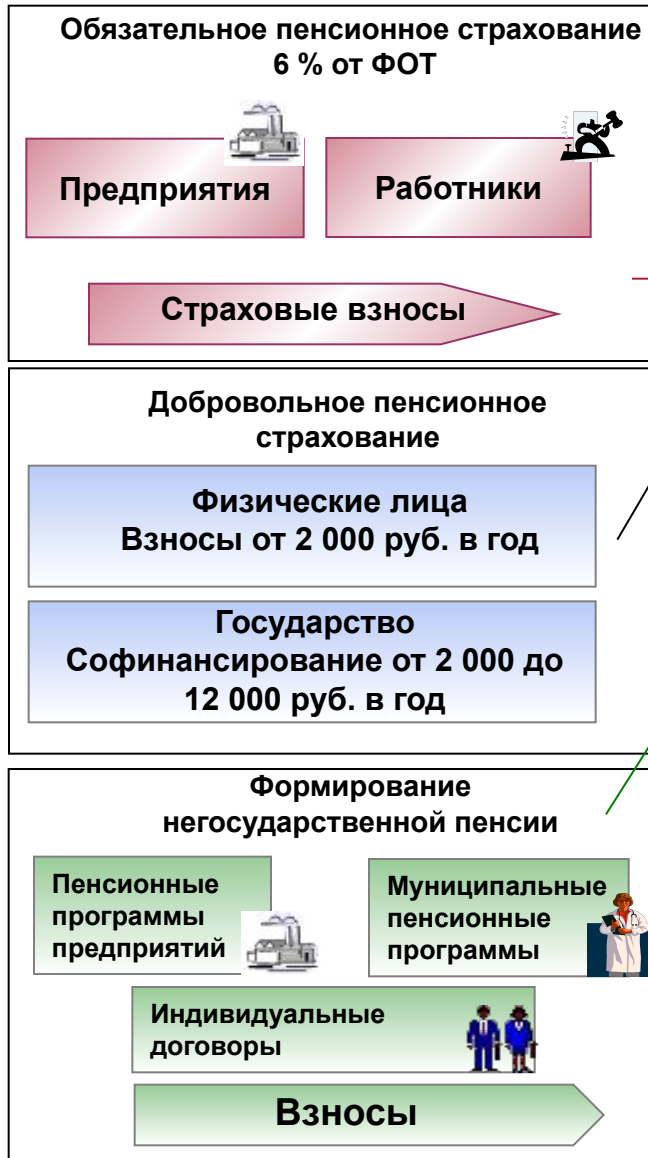 Обязательное пенсионное страхование
6 % от ФОТ
Предприятия
Работники
Страховые взносы
Добровольное пенсионное
страхование
Физические лица
Взносы от 2 000 руб. в год
Государство
Софинансирование от 2 000 до
12 000 руб. в год
Формирование
негосударственной пенсии
Пенсионные
программы
предприятий
Муниципальные
пенсионные
программы
Индивидуальные
договоры
Взносы